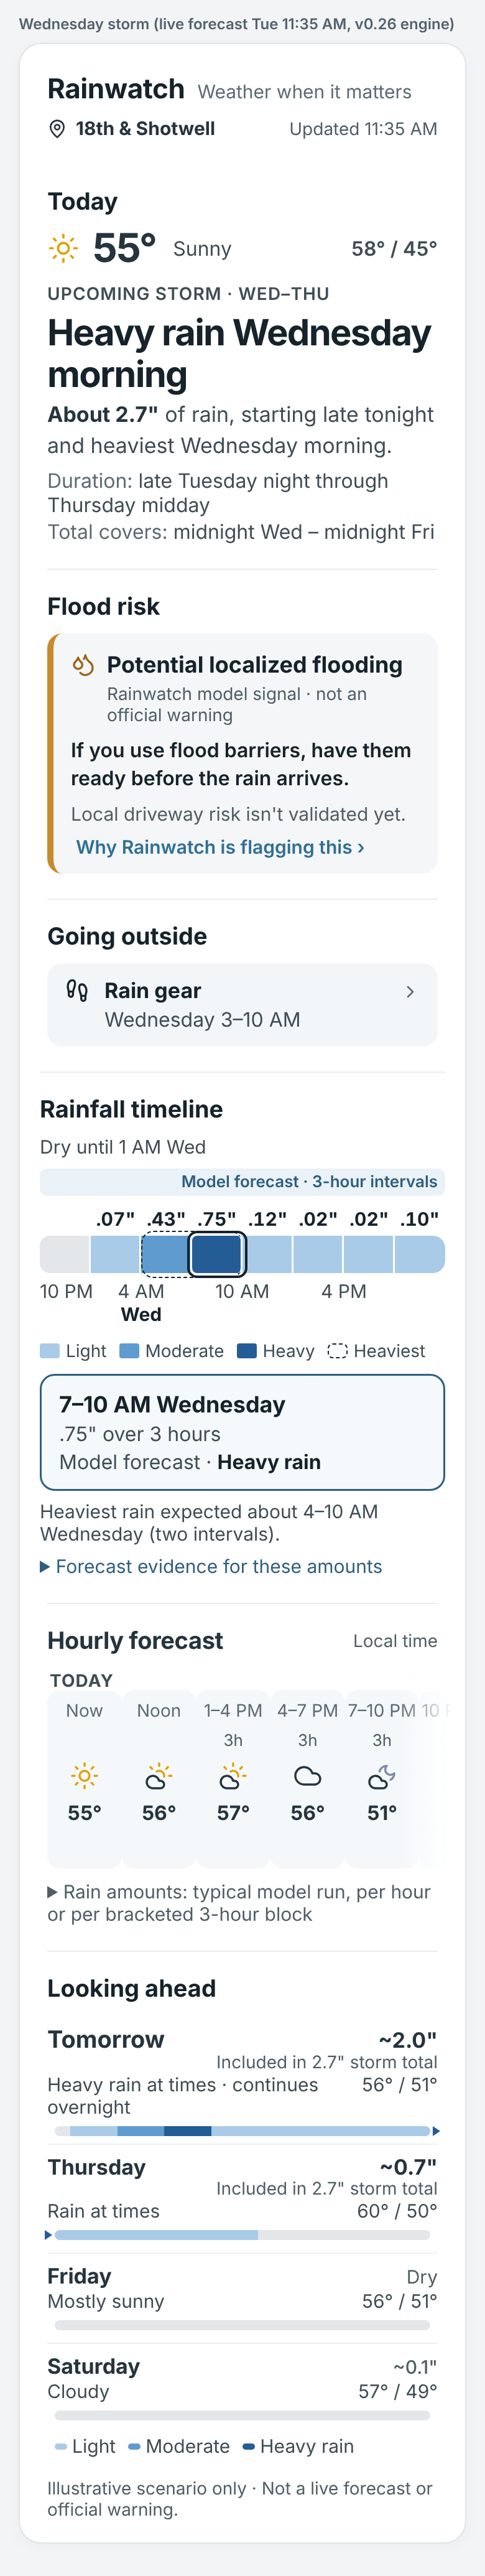 Wednesday storm (live forecast Tue 11:35 AM, v0.26 engine)
Rainwatch Weather when it matters
18th & Shotwell Updated 11:35 AM
Today
55° Sunny 58° / 45°
UPCOMING STORM · WED–THU
Heavy rain Wednesday
morning
About 2.7" of rain, starting late tonight
and heaviest Wednesday morning.
Duration: late Tuesday night through
Thursday midday
Total covers: midnight Wed – midnight Fri
Flood risk
Potential localized flooding
Rainwatch model signal · not an
official warning
If you use flood barriers, have them
ready before the rain arrives.
Local driveway risk isn't validated yet.
Why Rainwatch is flagging this ›
Going outside
Rain gear
Wednesday 3–10 AM
Rainfall timeline
Dry until 1 AM Wed
Model forecast · 3-hour intervals
.07" .43" .75" .12" .02" .02" .10"
10 PM 4 AM 10 AM 4 PM
Wed
Light Moderate Heavy Heaviest
7–10 AM Wednesday
.75" over 3 hours
Model forecast · Heavy rain
Heaviest rain expected about 4–10 AM
Wednesday (two intervals).
Forecast evidence for these amounts
Hourly forecast Local time
TODAY
Now Noon 1–4 PM 4–7 PM 7–10 PM 10 P
3h 3h 3h
55° 56° 57° 56° 51°
Rain amounts: typical model run, per hour
or per bracketed 3-hour block
Looking ahead
Tomorrow ~2.0"
Included in 2.7" storm total
Heavy rain at times · continues 56° / 51°
overnight
Thursday ~0.7"
Included in 2.7" storm total
Rain at times 60° / 50°
Friday Dry
Mostly sunny 56° / 51°
Saturday ~0.1"
Cloudy 57° / 49°
Light Moderate Heavy rain
Illustrative scenario only · Not a live forecast or
official warning.